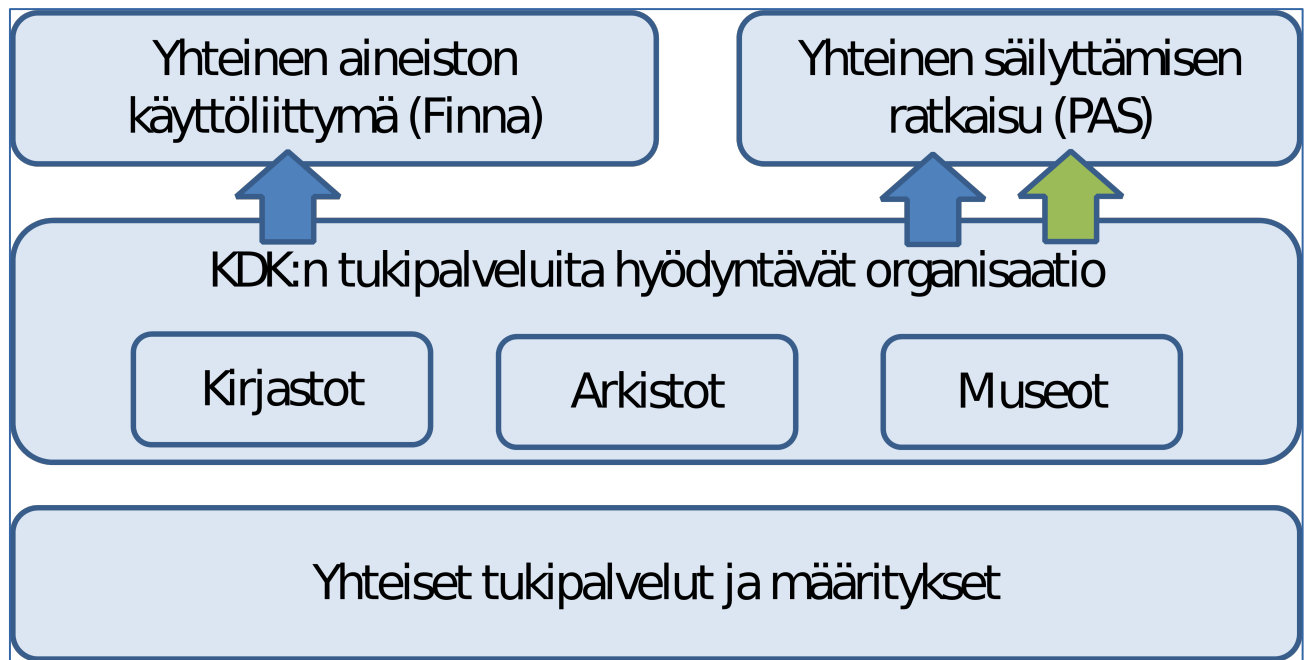 Yhteinen aineiston
käyttöliittymä (Finna)
Yhteinen säilyttämisen
ratkaisu (PAS)
KDK:n tukipalveluita hyödyntävät organisaatio
Kirjastot
Arkistot
Museot
Yhteiset tukipalvelut ja määritykset